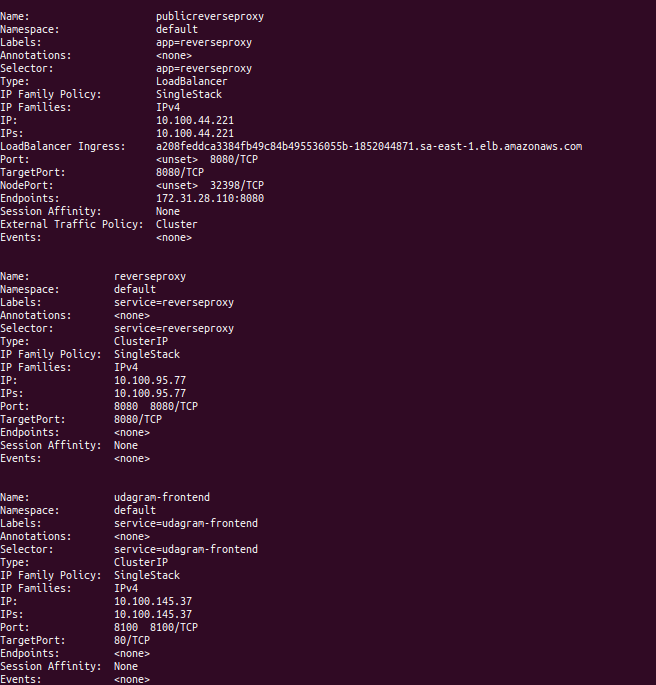 Name:                     publicreverseproxy
Namespace:                default
Labels:                   app=reverseproxy
Annotations:              <none>
Selector:                 app=reverseproxy
Type:                     LoadBalancer
IP Family Policy:         SingleStack
IP Families:              IPv4
IP:                       10.100.44.221
IPs:                      10.100.44.221
LoadBalancer Ingress:     a208feddca3384fb49c84b495536055b-1852044871.sa-east-1.elb.amazonaws.com
Port:                     <unset>  8080/TCP
TargetPort:               8080/TCP
NodePort:                 <unset>  32398/TCP
Endpoints:                172.31.28.110:8080
Session Affinity:         None
External Traffic Policy:  Cluster
Events:                   <none>
Name:              reverseproxy
Namespace:         default
Labels:            service=reverseproxy
Annotations:       <none>
Selector:          service=reverseproxy
Type:              ClusterIP
IP Family Policy:  SingleStack
IP Families:       IPv4
IP:                10.100.95.77
IPs:               10.100.95.77
Port:              8080  8080/TCP
TargetPort:        8080/TCP
Endpoints:         <none>
Session Affinity:  None
Events:            <none>
Name:              udagram-frontend
Namespace:         default
Labels:            service=udagram-frontend
Annotations:       <none>
Selector:          service=udagram-frontend
Type:              ClusterIP
IP Family Policy:  SingleStack
IP Families:       IPv4
IP:                10.100.145.37
IPs:               10.100.145.37
Port:              8100  8100/TCP
TargetPort:        80/TCP
Endpoints:         <none>
Session Affinity:  None
Events:            <none>